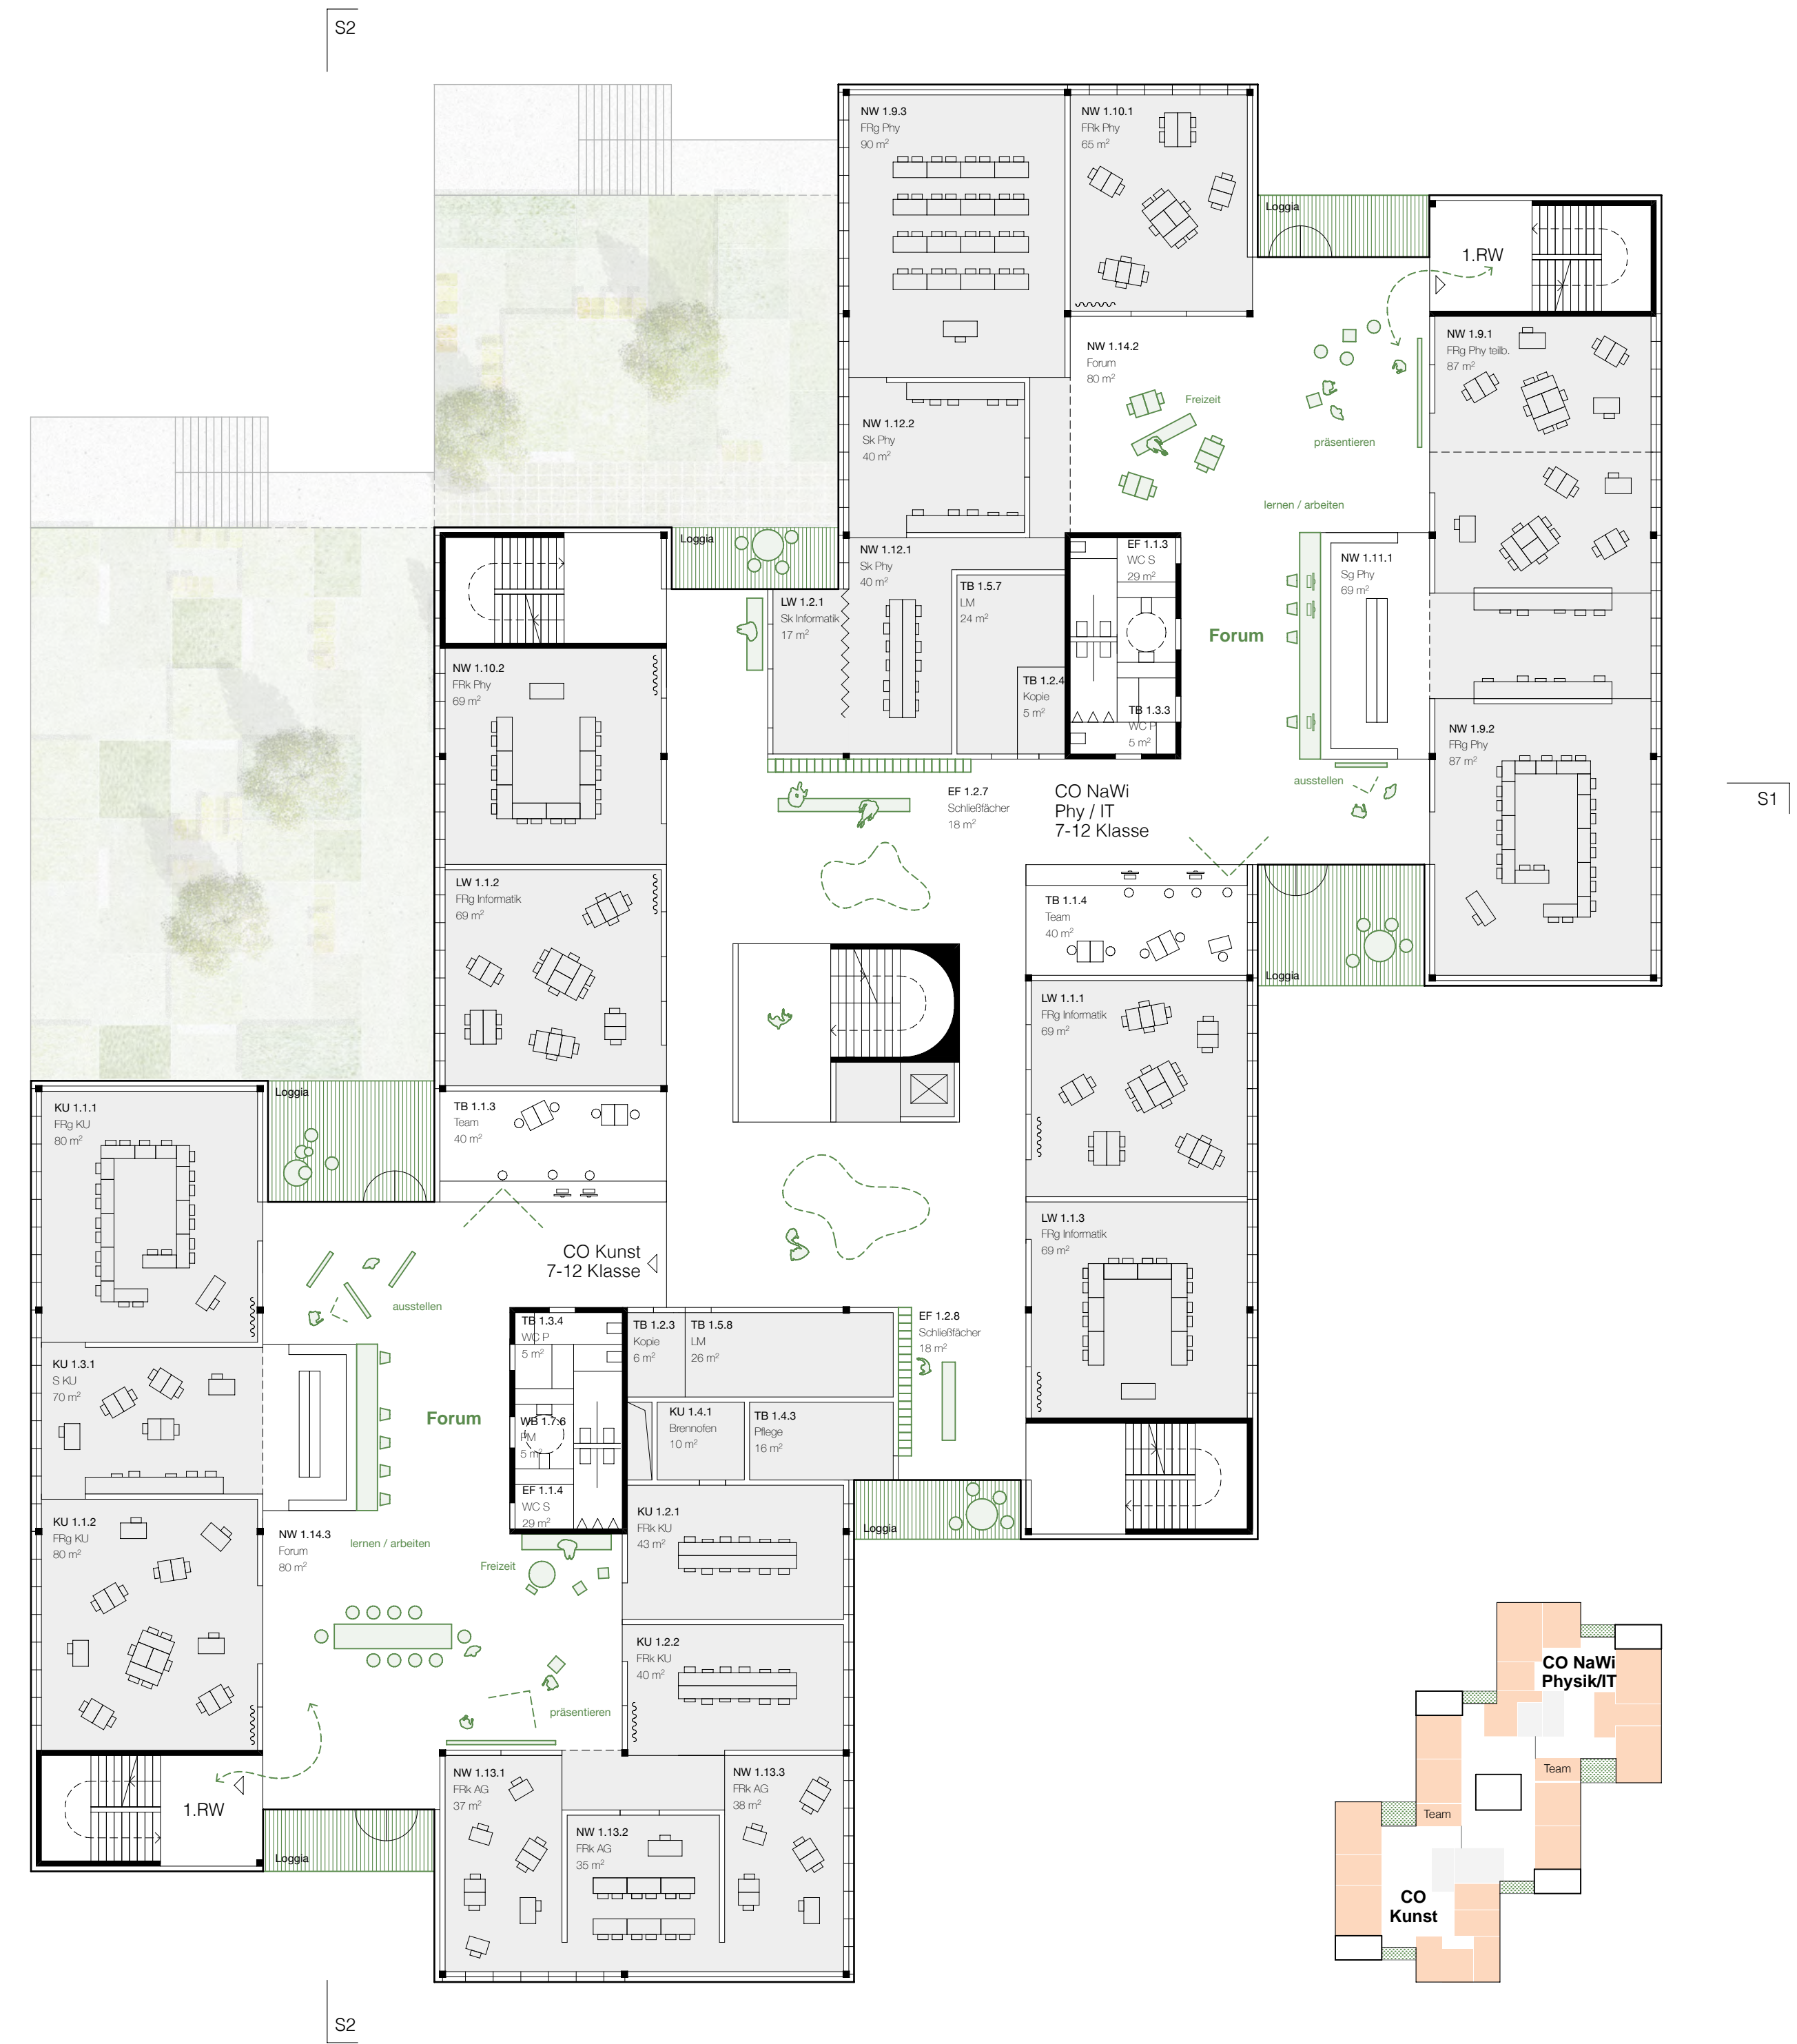 S2
NW 1.9.3
FRg Phy
90 m²
NW 1.10.1
FRk Phy
65 m²
Loggia
1.RW
NW 1.9.1
FRg Phy teilb.
87 m²
NW 1.14.2
Forum
80 m²
Freizeit
präsentieren
lernen / arbeiten
NW 1.12.2
Sk Phy
40 m²
Loggia
NW 1.12.1
Sk Phy
40 m²
EF 1.1.3
WC S
29 m²
NW 1.11.1
Sg Phy
69 m²
LW 1.2.1
Sk Informatik
17 m²
TB 1.5.7
LM
24 m²
Forum
TB 1.2.4
Kopie
5 m²
TB 1.3.3
WC P
5 m²
NW 1.10.2
FRk Phy
69 m²
NW 1.9.2
FRg Phy
87 m²
ausstellen
EF 1.2.7
Schließfächer
18 m²
CO NaWi
Phy / IT
7-12 Klasse
S1
LW 1.1.2
FRg Informatik
69 m²
TB 1.1.4
Team
40 m²
Loggia
LW 1.1.1
FRg Informatik
69 m²
Loggia
KU 1.1.1
FRg KU
80 m²
TB 1.1.3
Team
40 m²
LW 1.1.3
FRg Informatik
69 m²
CO Kunst
7-12 Klasse
ausstellen
TB 1.3.4
WC P
5 m²
TB 1.2.3
Kopie
6 m²
TB 1.5.8
LM
26 m²
EF 1.2.8
Schließfächer
18 m²
KU 1.3.1
S KU
70 m²
Forum
WB 1.7.6
PM
5 m²
KU 1.4.1
Brennofen
10 m²
TB 1.4.3
Pflege
16 m²
EF 1.1.4
WC S
29 m²
KU 1.1.2
FRg KU
80 m²
NW 1.14.3
Forum
80 m²
lernen / arbeiten
Freizeit
KU 1.2.1
FRk KU
43 m²
Loggia
KU 1.2.2
FRk KU
40 m²
präsentieren
1.RW
Loggia
NW 1.13.1
FRk AG
37 m²
NW 1.13.2
FRk AG
35 m²
NW 1.13.3
FRk AG
38 m²
CO NaWi
Physik/IT
Team
Team
CO
Kunst
S2